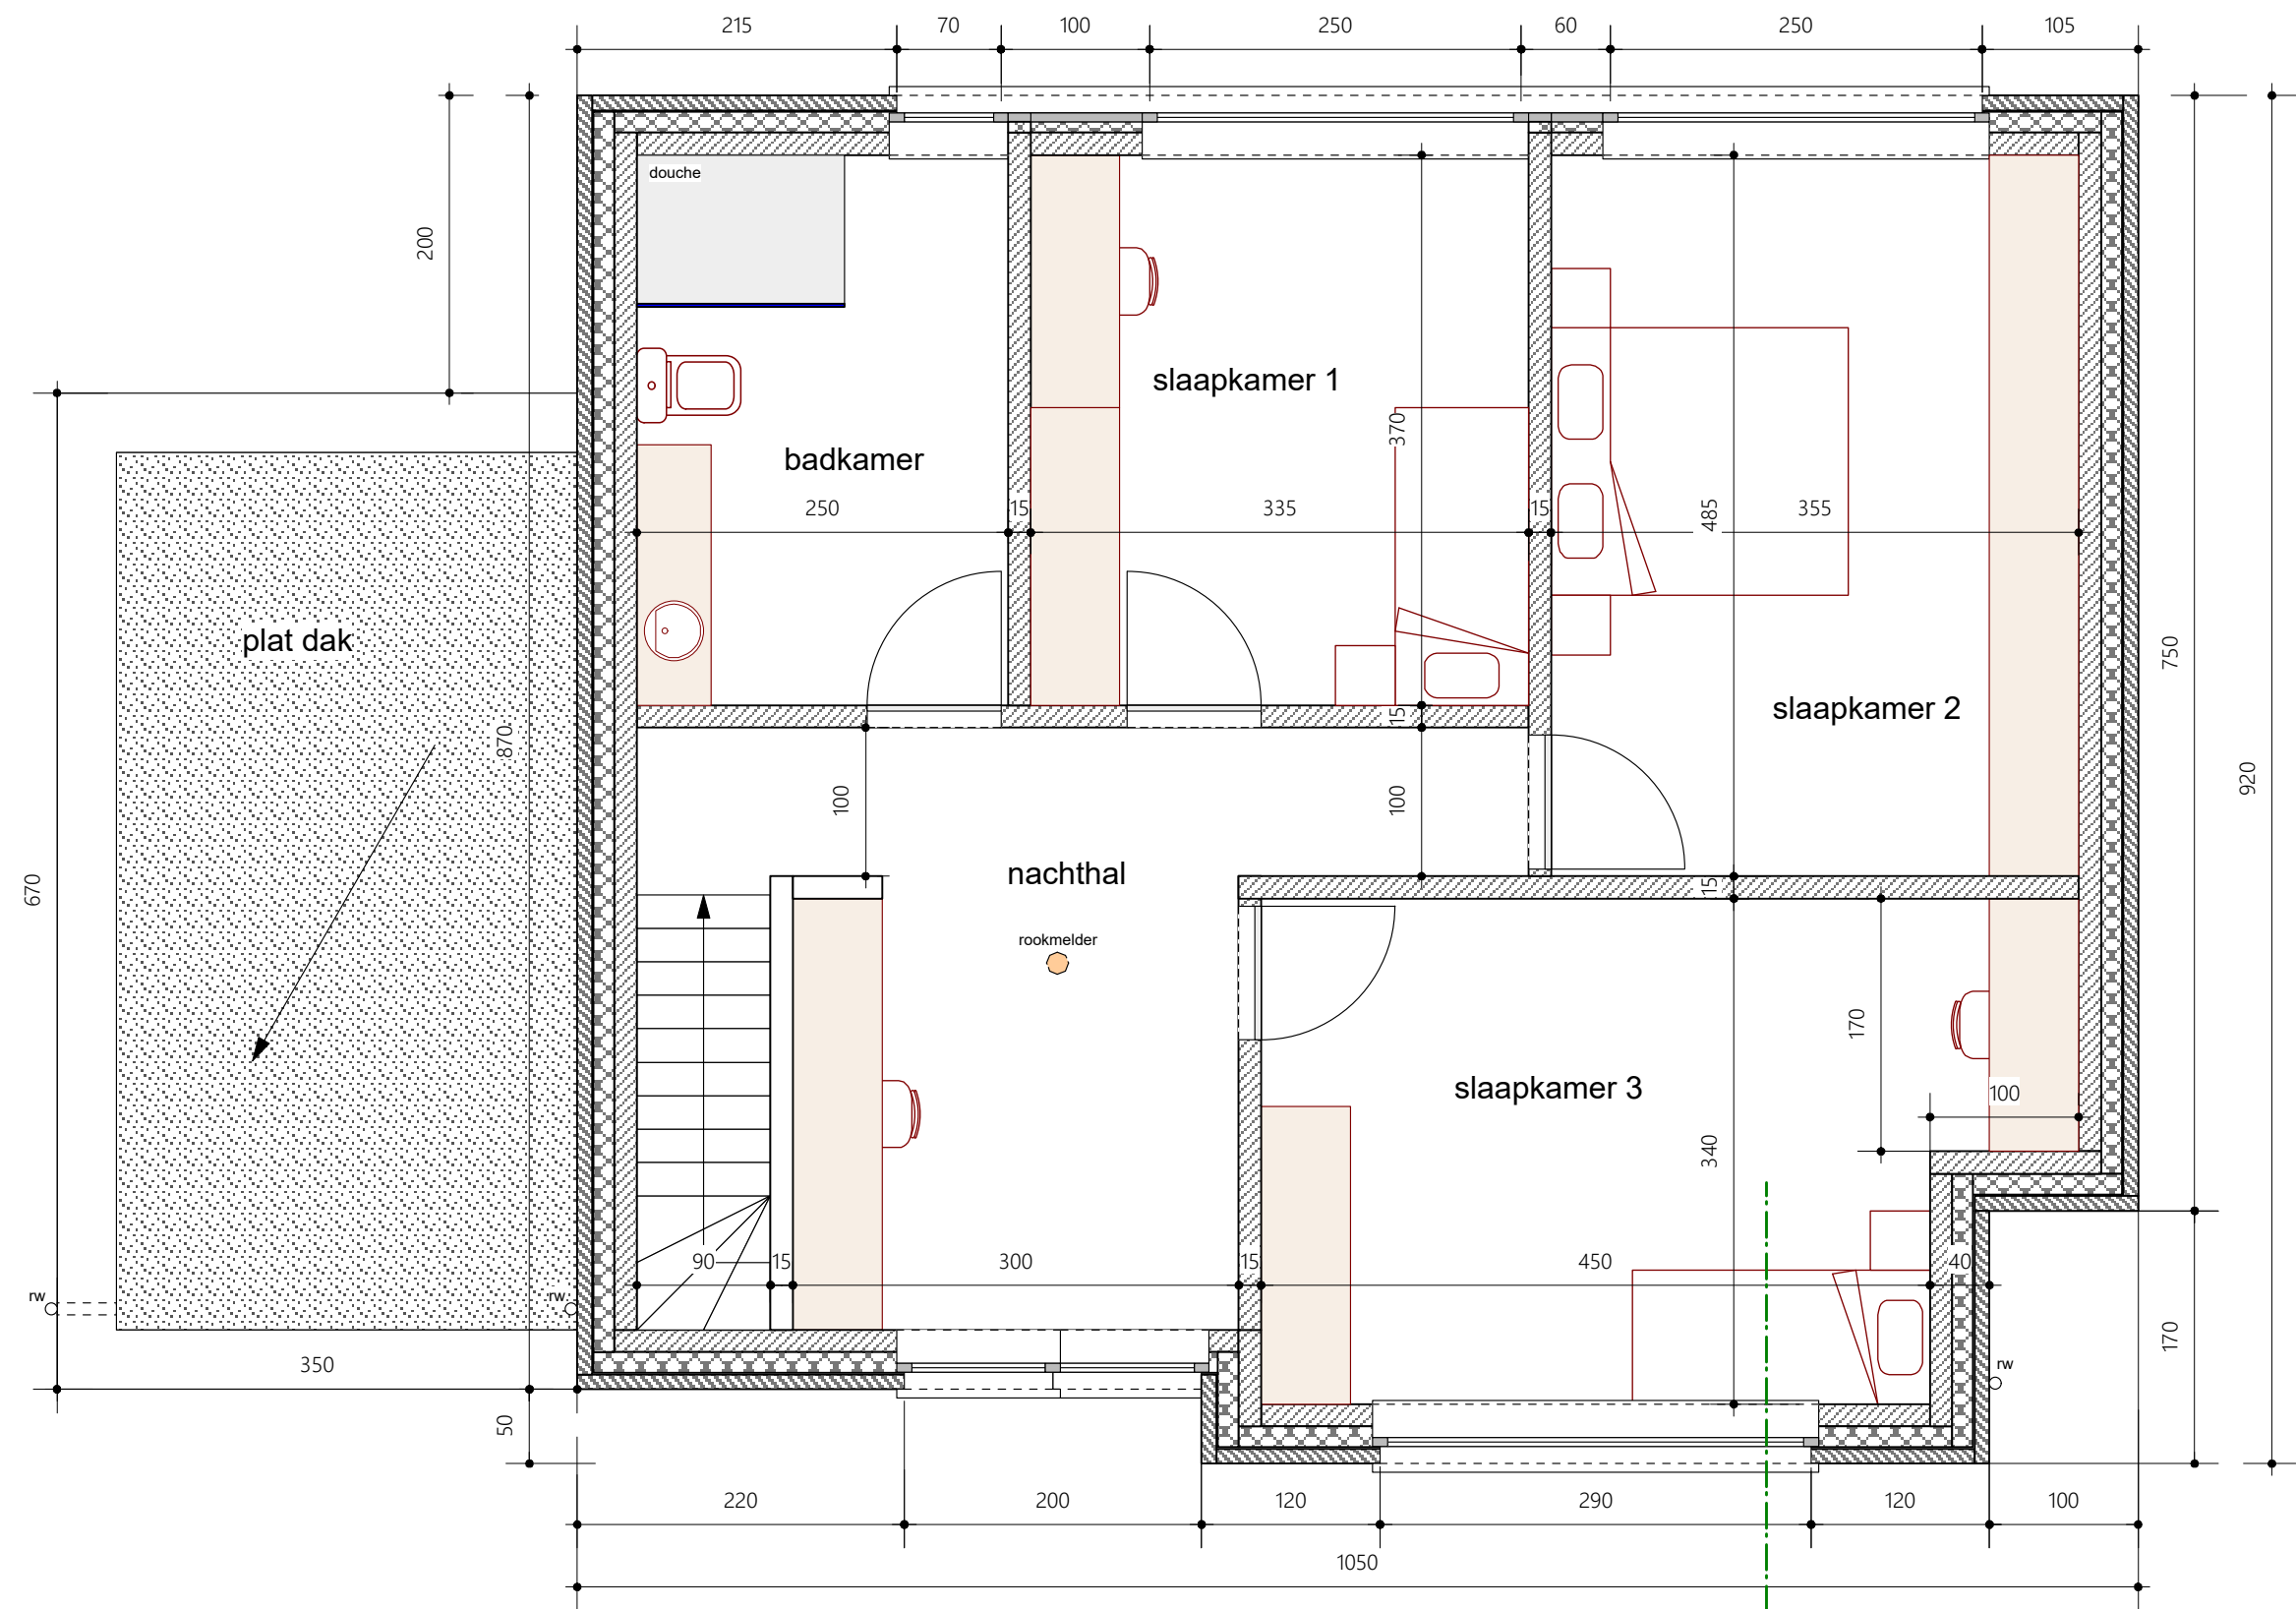 215 70 100 250 60 250 105
douche
200
slaapkamer 1
370
badkamer
250 15 335 15 485 355
plat dak
750
slaapkamer 2
15
870
920
100 100
nachthal
15
670
rookmelder
170
slaapkamer 3
100
340
90 15 300 15 450 40
rw rw
170
350
rw
50
220 200 120 290 120 100
1050